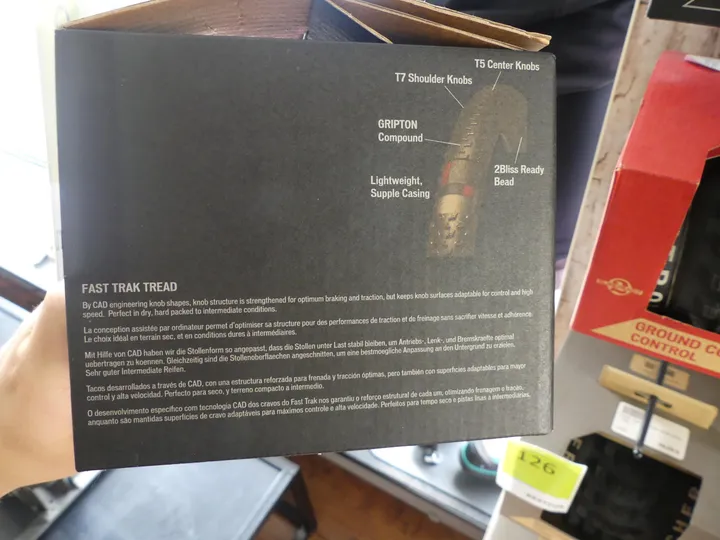 T5 Center Knobs
T7 Shoulder Knobs
GRIPTON
Compound
2Bliss Ready
Bead
Lightweight,
Supple Casing
FAST TRAK TREAD
By CAD engineering knob shapes, knob structure is strengthened for optimum braking and traction, but keeps knob surfaces adaptable for control and high
speed. Perfect in dry, hard packed to intermediate conditions.
La conception assistée par ordinateur permet d'optimiser sa structure pour des performances de traction et de freinage sans sacrifier vitesse et adhérence.
Le choix idéal en terrain sec, et en conditions dures à intermédiaires.
Mit Hilfe von CAD haben wir die Stollenform so angepasst, dass die Stollen unter Last stabil bleiben, um Antriebs-, Lenk-, und Bremskraefte optimal
uebertragen zu koennen. Gleichzeitig sind die Stollenoberflaechen angeschnitten, um eine bestmoegliche Anpassung an den Untergrund zu erzielen.
Sehr guter Intermediate Reifen.
Tacos desarrollados a través de CAD, con una estructura reforzada para frenada y tracción óptimas, pero también con superficies adaptables para mayor
control y alta velocidad. Perfecto para seco, y terreno compacto a intermedio.
O desenvolvimento específico com tecnologia CAD dos cravos do Fast Trak nos garantiu o reforço estrutural de cada um, otimizando frenagem e tração,
enquanto são mantidas superfícies de cravo adaptáveis para máximos controle e alta velocidade. Perfeitos para tempo seco e pistas lisas a intermediárias.
GROUND CO
CONTROL
126